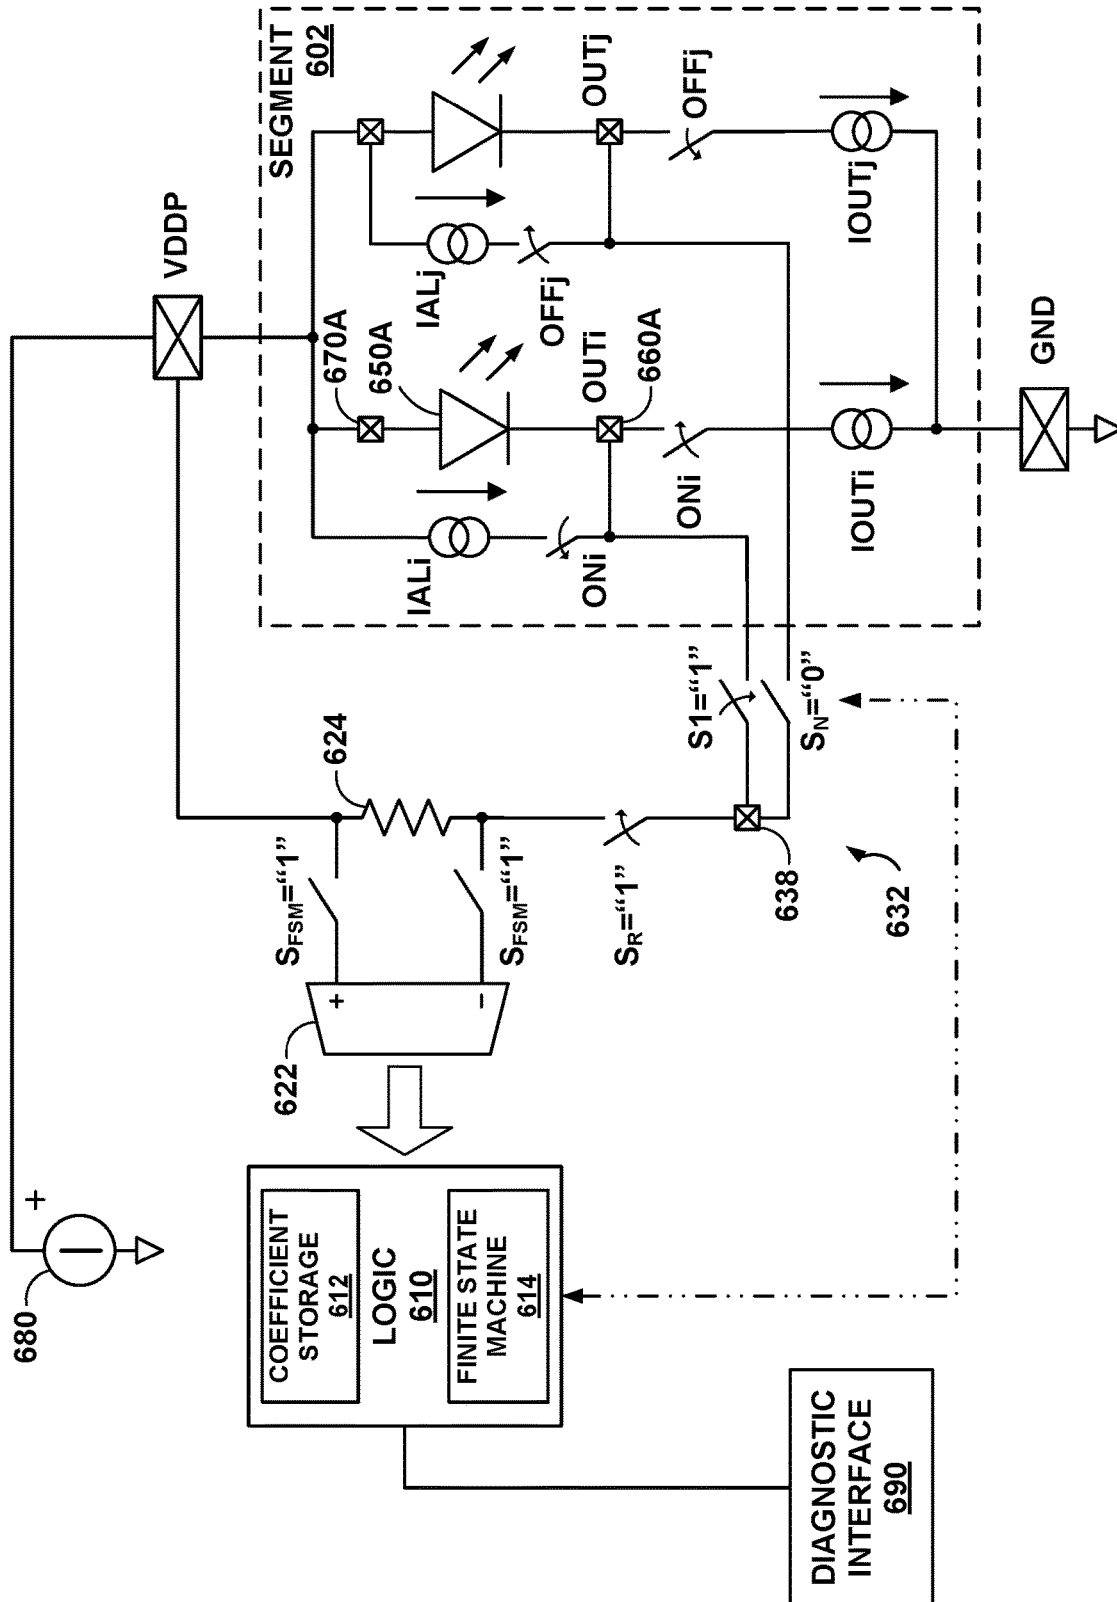 680
+
VDDP
SEGMENT
602
COEFFICIENT
STORAGE
612
LOGIC
610
FINITE STATE
MACHINE
614
622
+
-
SFSM="1"
SFSM="1"
624
SR="1"
638
632
S1="1"
SN="0"
IALi
ONi
670A
650A
OUTi
660A
ONi
IOUTi
IALj
OFFj
OUTj
OFFj
IOUTj
GND
DIAGNOSTIC
INTERFACE
690